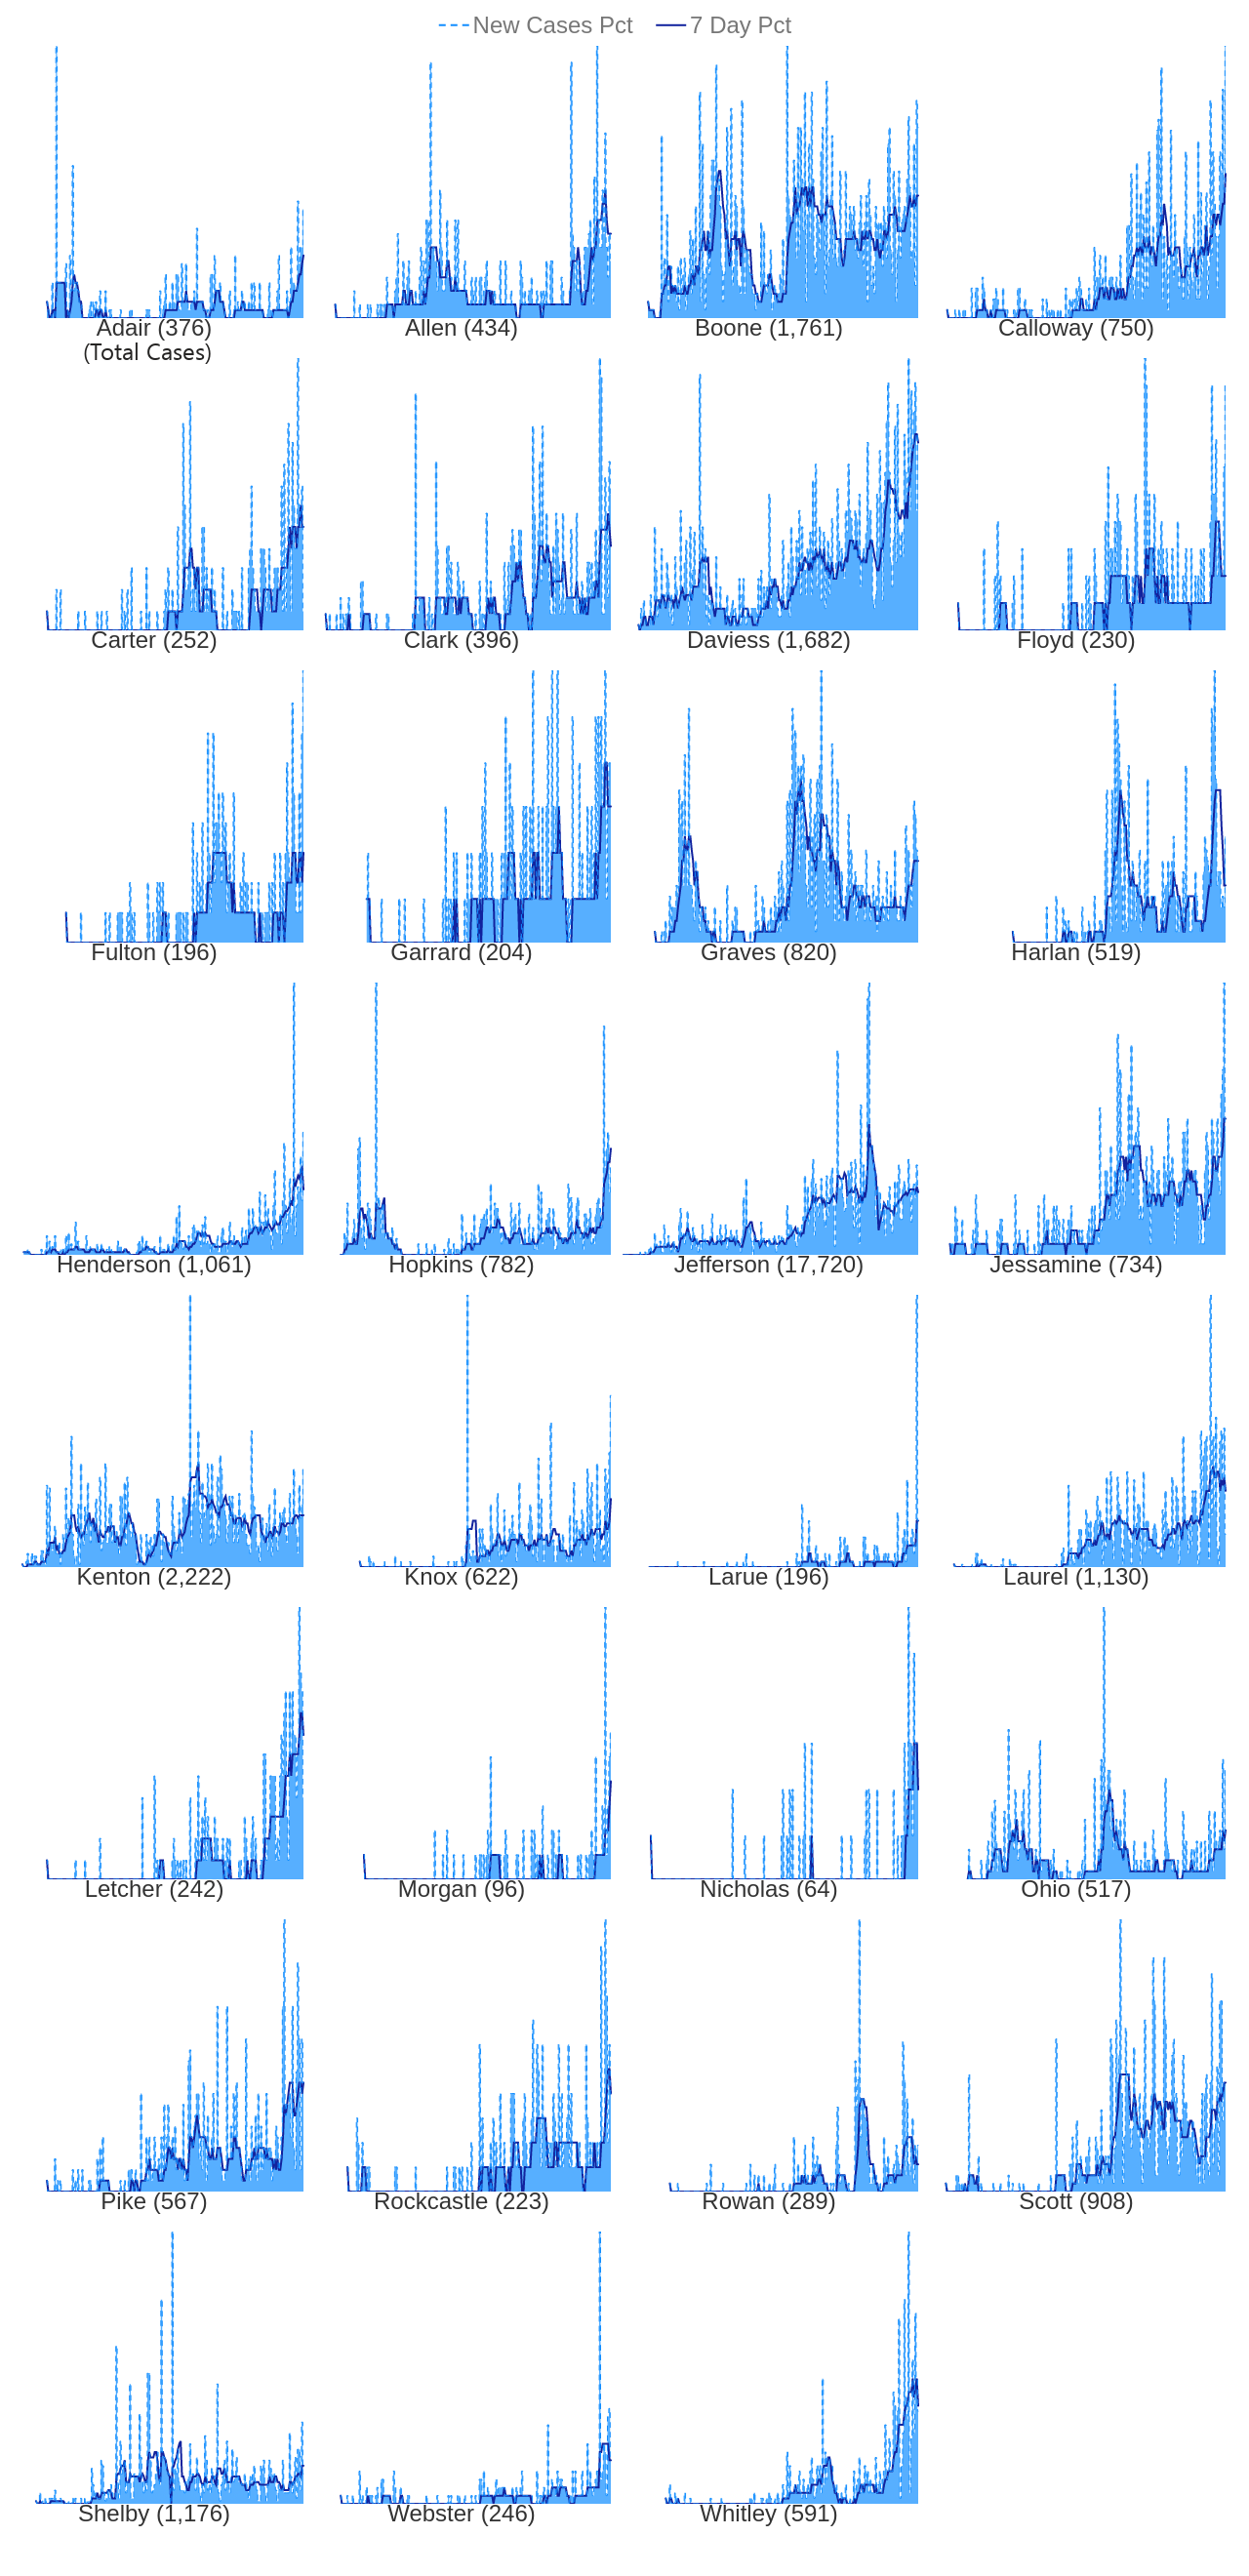 New Cases Pct 7 Day Pct
Adair (376) Allen (434) Boone (1,761) Calloway (750)
(Total Cases)
Carter (252) Clark (396) Daviess (1,682) Floyd (230)
Fulton (196) Garrard (204) Graves (820) Harlan (519)
Henderson (1,061) Hopkins (782) Jefferson (17,720) Jessamine (734)
Kenton (2,222) Knox (622) Larue (196) Laurel (1,130)
Letcher (242) Morgan (96) Nicholas (64) Ohio (517)
Pike (567) Rockcastle (223) Rowan (289) Scott (908)
Shelby (1,176) Webster (246) Whitley (591)